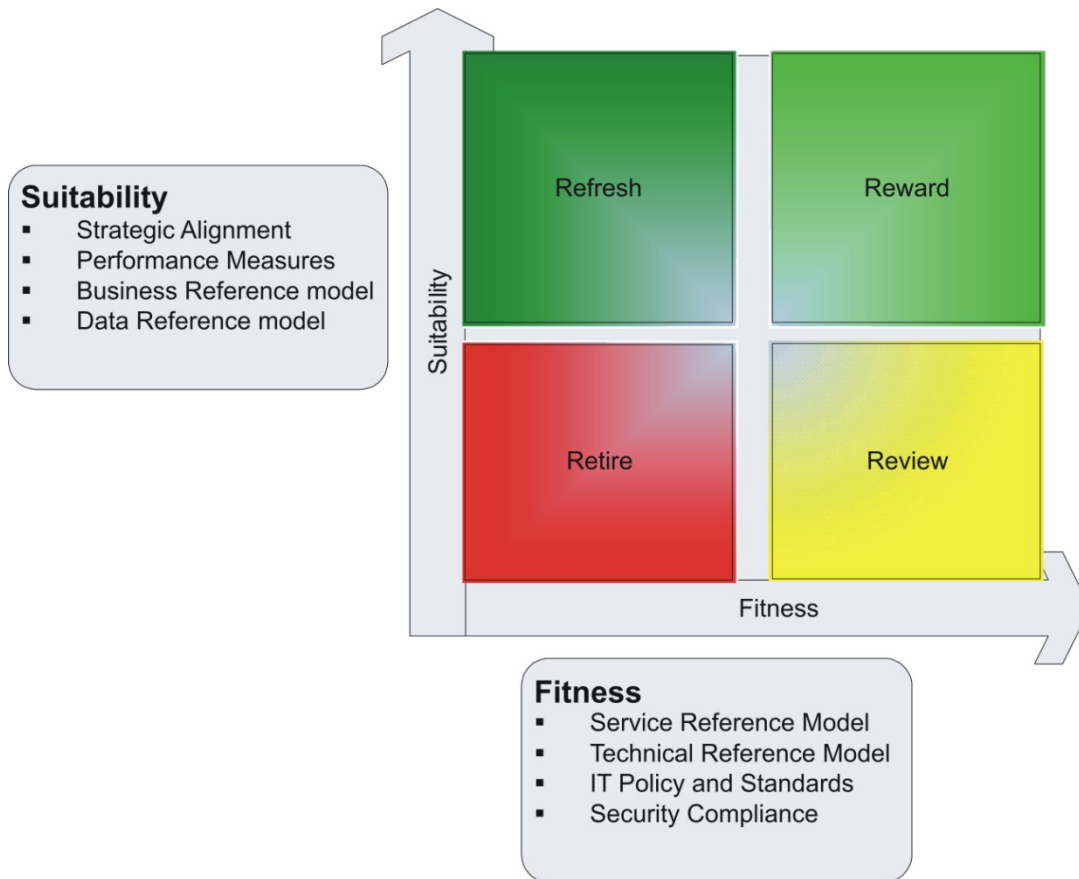 Suitability
▪ Strategic Alignment
▪ Performance Measures
▪ Business Reference model
▪ Data Reference model
Suitability
Refresh
Reward
Retire
Review
Fitness
Fitness
▪ Service Reference Model
▪ Technical Reference Model
▪ IT Policy and Standards
▪ Security Compliance